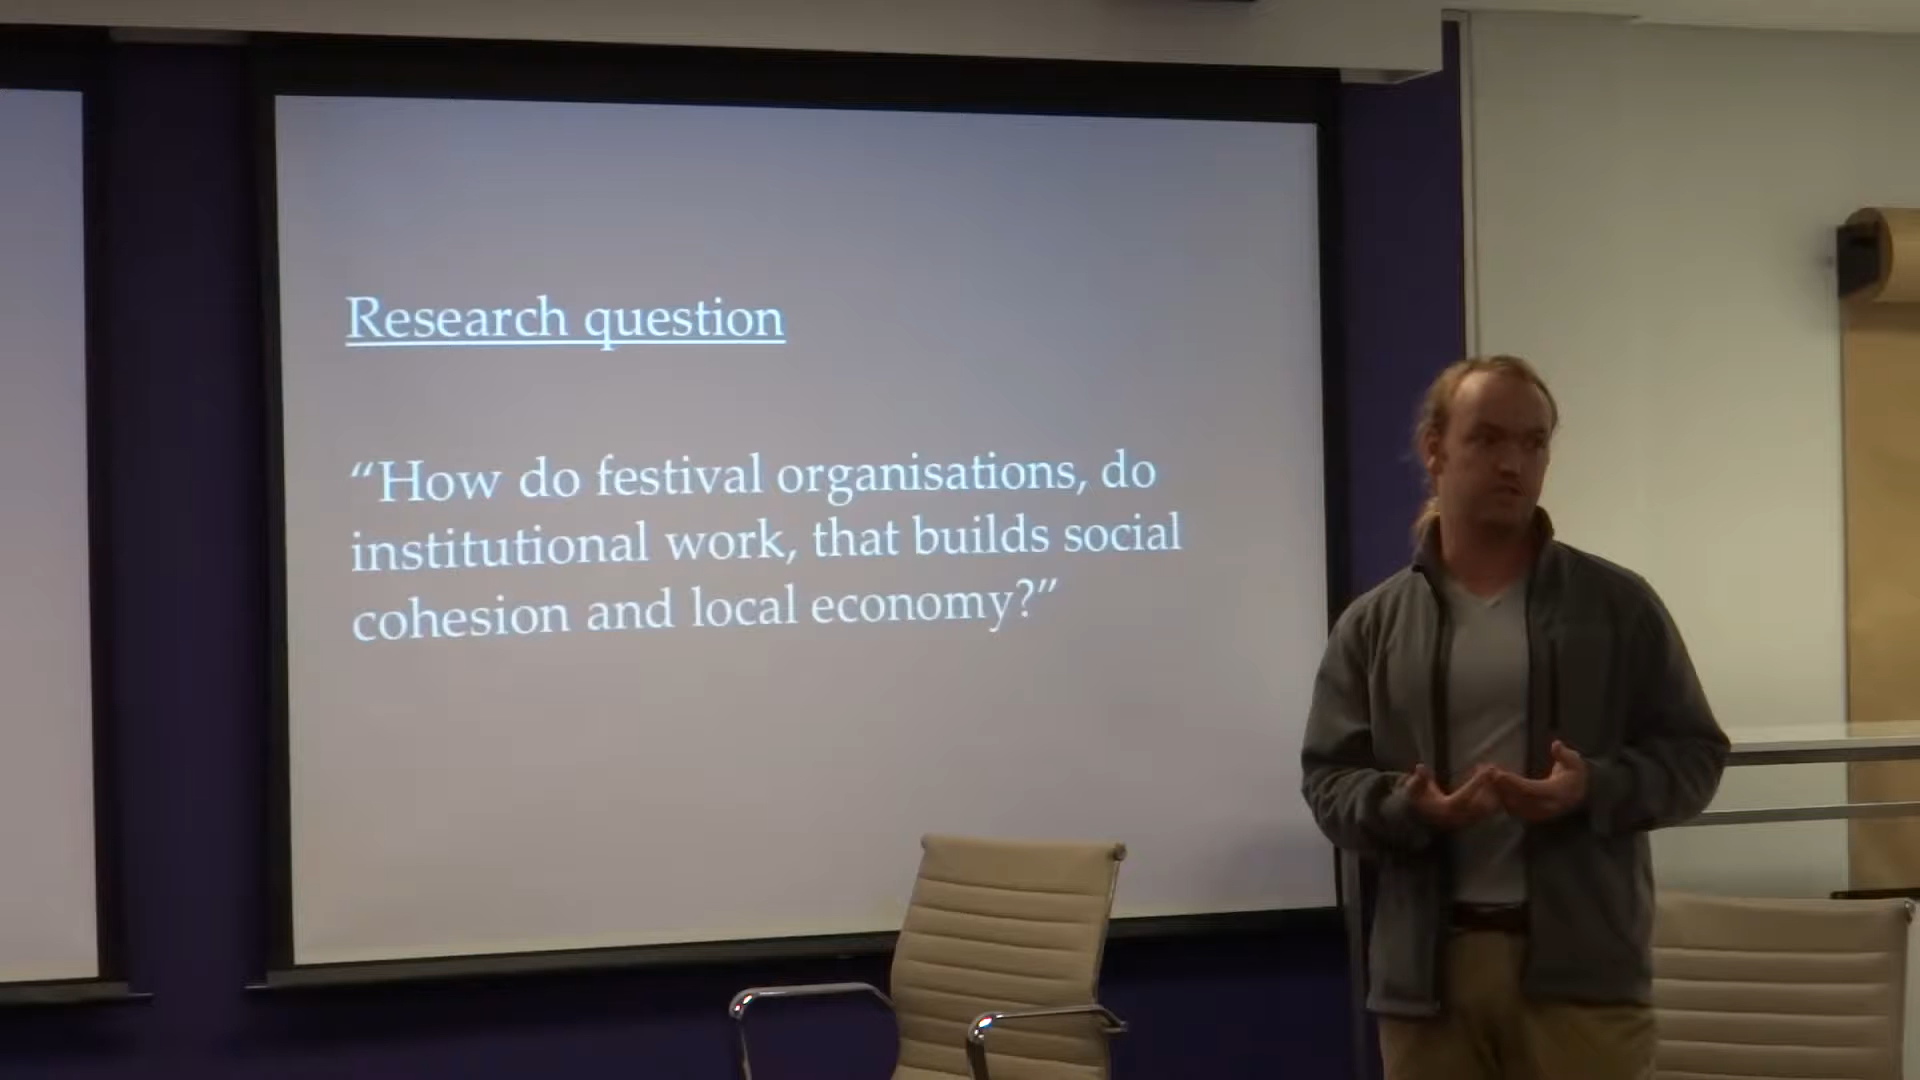 Research question
“How do festival organisations, do
institutional work, that builds social
cohesion and local economy?”